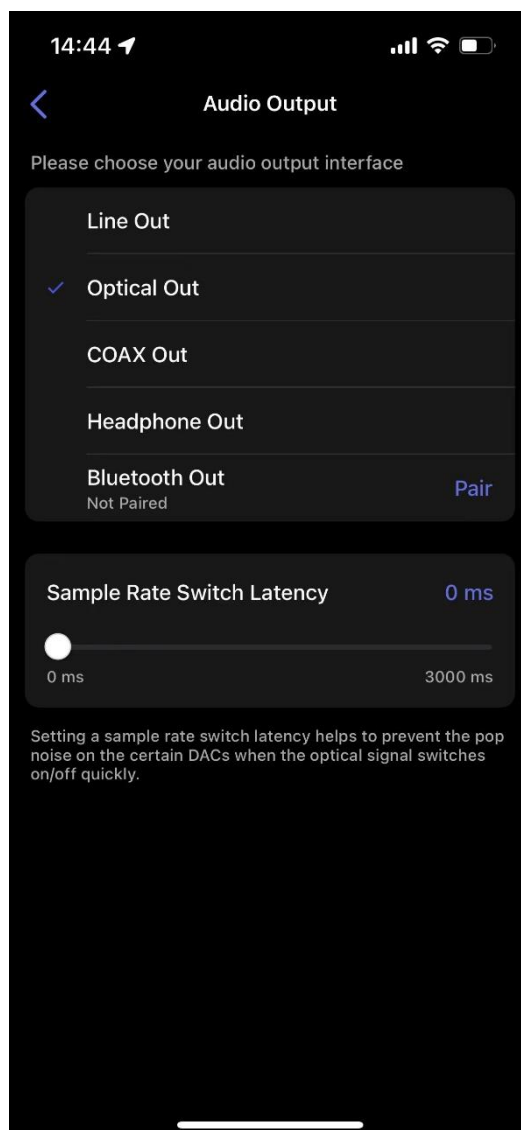 14:44
Audio Output
Please choose your audio output interface
Line Out
Optical Out
COAX Out
Headphone Out
Bluetooth Out
Not Paired
Pair
Sample Rate Switch Latency
0 ms
0 ms
3000 ms
Setting a sample rate switch latency helps to prevent the pop
noise on the certain DACs when the optical signal switches
on/off quickly.